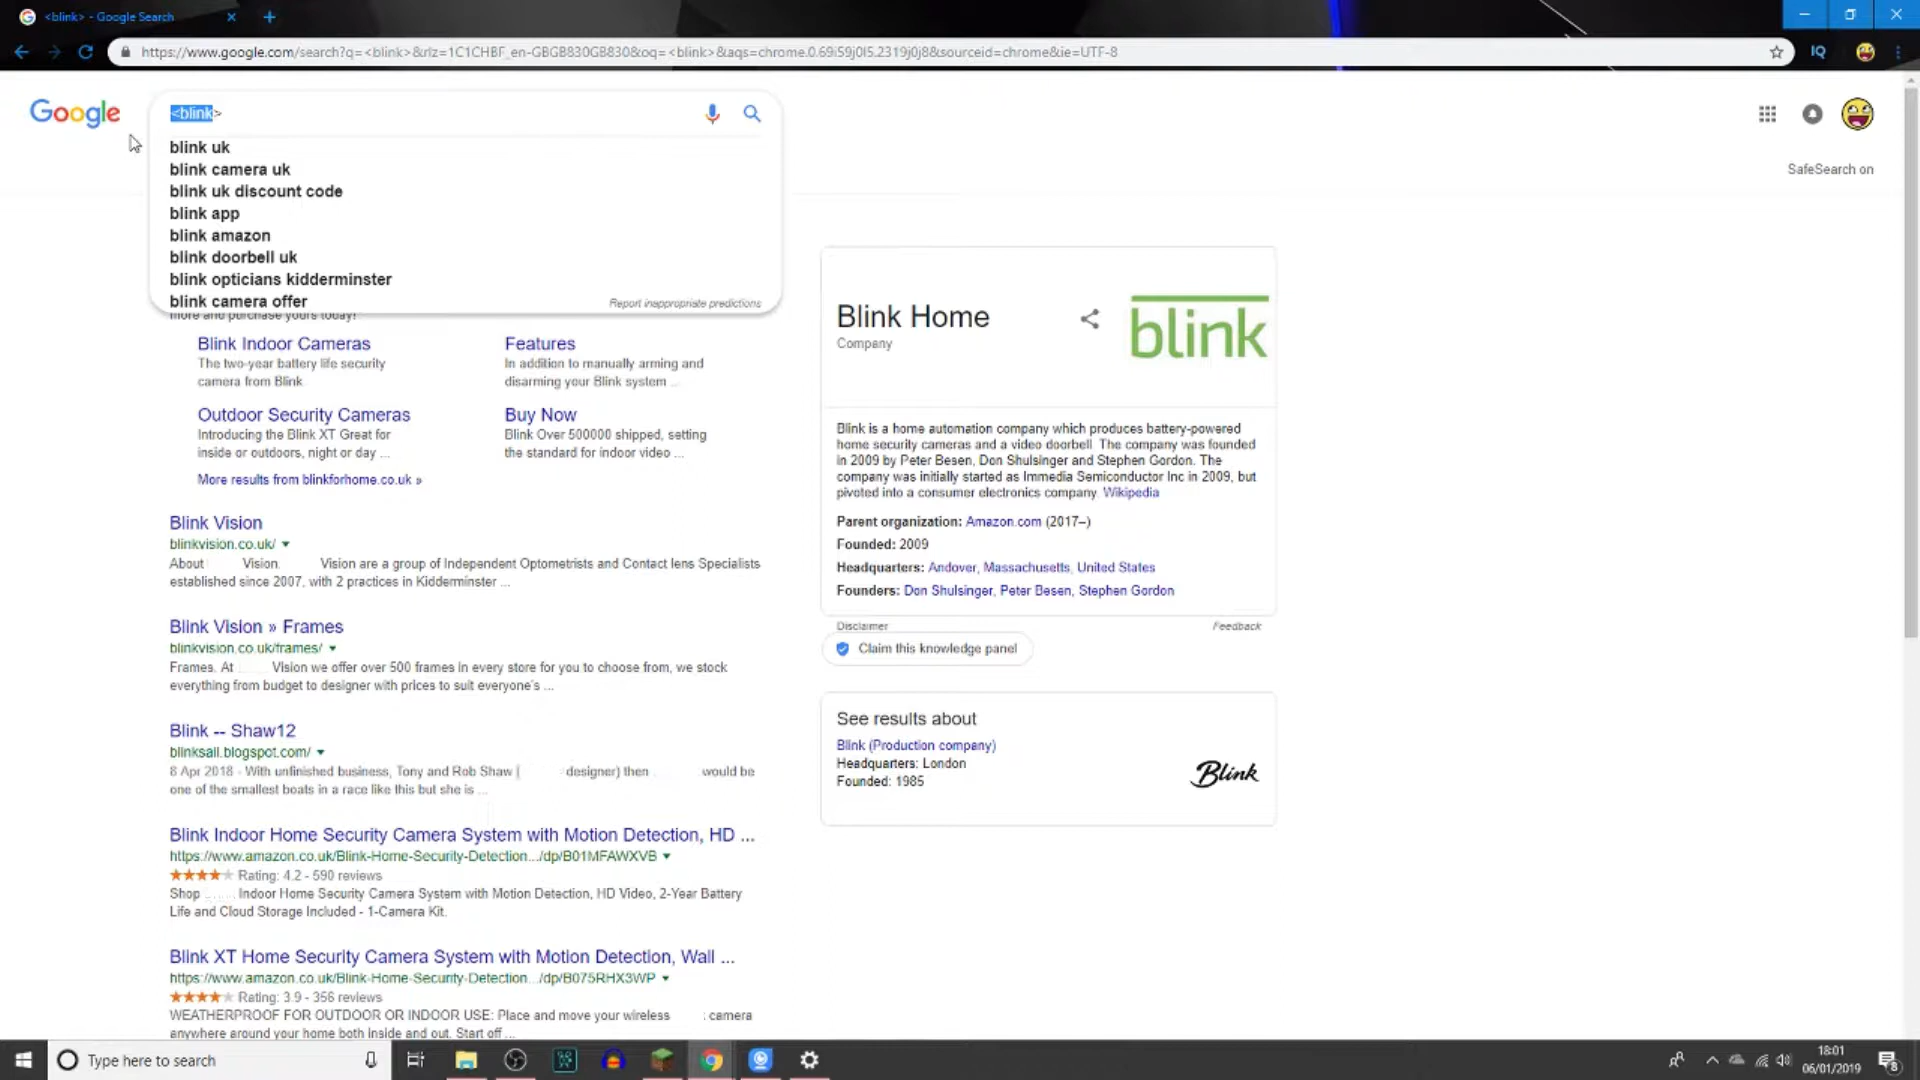 <blink> - Google Search
https://www.google.com/search?q=<blink>&rlz=1C1CHBF_en-GBGB830GB830&oq=<blink>&aqs=chrome.0.69i59j0l5.2319j0j8&sourceid=chrome&ie=UTF-8
IQ
Google
<blink>
blink uk
blink camera uk
blink uk discount code
blink app
blink amazon
blink doorbell uk
blink opticians kidderminster
blink camera offer
Report inappropriate predictions
SafeSearch on
more and purchase yours today!
Blink Indoor Cameras
The two-year battery life security
camera from Blink
Features
In addition to manually arming and
disarming your Blink system ...
Outdoor Security Cameras
Introducing the Blink XT Great for
inside or outdoors, night or day ...
Buy Now
Blink Over 500000 shipped, setting
the standard for indoor video ...
More results from blinkforhome.co.uk »
Blink Vision
blinkvision.co.uk/
About Vision. Vision are a group of Independent Optometrists and Contact lens Specialists
established since 2007, with 2 practices in Kidderminster ...
Blink Vision » Frames
blinkvision.co.uk/frames/
Frames. At Vision we offer over 500 frames in every store for you to choose from, we stock
everything from budget to designer with prices to suit everyone's ...
Blink -- Shaw12
blinksail.blogspot.com/
8 Apr 2018 - With unfinished business, Tony and Rob Shaw ( designer) then would be
one of the smallest boats in a race like this but she is ...
Blink Indoor Home Security Camera System with Motion Detection, HD ...
https://www.amazon.co.uk/Blink-Home-Security-Detection.../dp/B01MFAWXVB
Rating: 4.2 - 590 reviews
Shop Indoor Home Security Camera System with Motion Detection, HD Video, 2-Year Battery
Life and Cloud Storage Included - 1-Camera Kit.
Blink XT Home Security Camera System with Motion Detection, Wall ...
https://www.amazon.co.uk/Blink-Home-Security-Detection.../dp/B075RHX3WP
Rating: 3.9 - 356 reviews
WEATHERPROOF FOR OUTDOOR OR INDOOR USE: Place and move your wireless camera
anywhere around your home both inside and out. Start off ...
Blink Home
Company
blink
Blink is a home automation company which produces battery-powered
home security cameras and a video doorbell. The company was founded
in 2009 by Peter Besen, Don Shulsinger and Stephen Gordon. The
company was initially started as Immedia Semiconductor Inc in 2009, but
pivoted into a consumer electronics company. Wikipedia
Parent organization: Amazon.com (2017–)
Founded: 2009
Headquarters: Andover, Massachusetts, United States
Founders: Don Shulsinger, Peter Besen, Stephen Gordon
Disclaimer
Feedback
Claim this knowledge panel
See results about
Blink (Production company)
Headquarters: London
Founded: 1985
Blink
Type here to search
18:01
06/01/2019
8